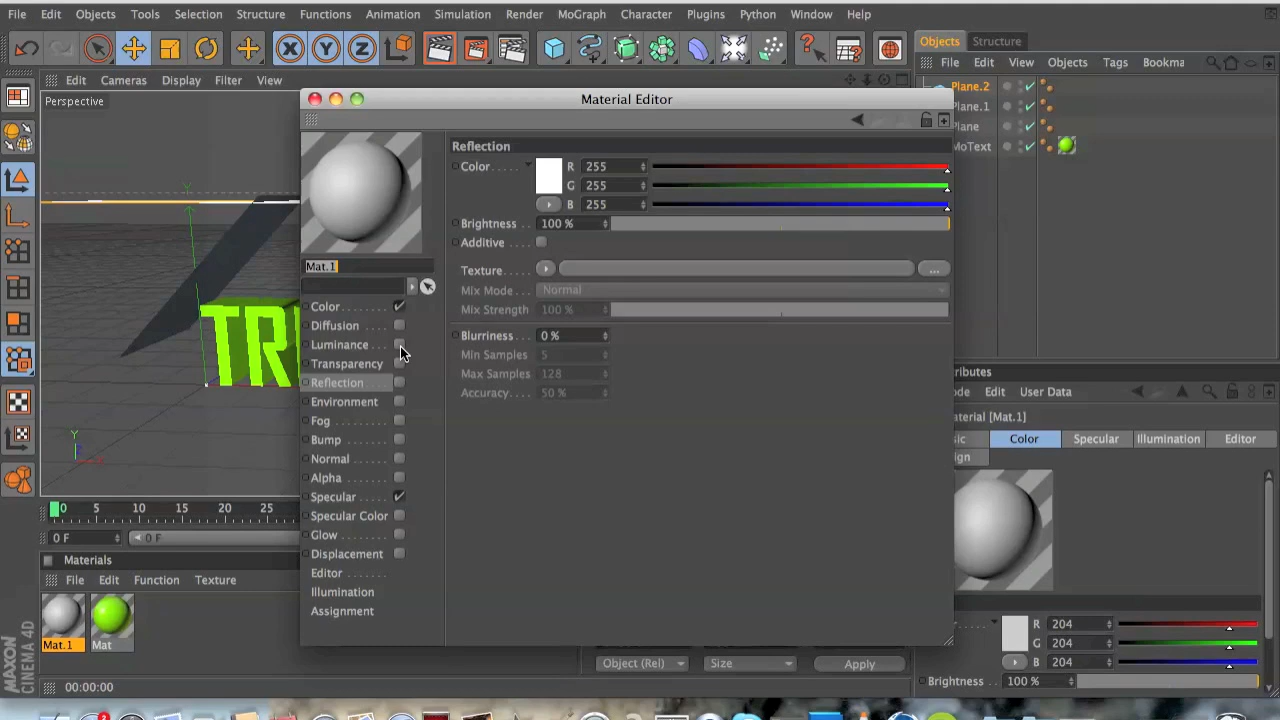 File Edit Objects Tools Selection Structure Functions Animation Simulation Render MoGraph Character Plugins Python Window Help
X Y Z
Objects Structure
Edit Cameras Display Filter View
File Edit View Objects Tags Bookma
Perspective
Material Editor
Plane.2
Plane.1
Plane
MoText
Reflection
Color
R 255
G 255
B 255
Brightness 100 %
Additive
Texture
...
Mix Mode Normal
Mix Strength 100 %
Blurriness 0 %
Min Samples 5
Max Samples 128
Accuracy 50 %
Mat.1
Color
Diffusion
Luminance
Transparency
Reflection
Environment
Fog
Bump
Normal
Alpha
Specular
Specular Color
Glow
Displacement
Editor
Illumination
Assignment
Y
TRI
Y
0 5 10 15 20 25
0 F 0 F
Materials
File Edit Function Texture
Mat.1 Mat
MAXON
CINEMA 4D
00:00:00
Object (Rel) Size Apply
ributes
ode Edit User Data
aterial [Mat.1]
sic Color Specular Illumination Editor
ign
R 204
G 204
B 204
Brightness 100 %